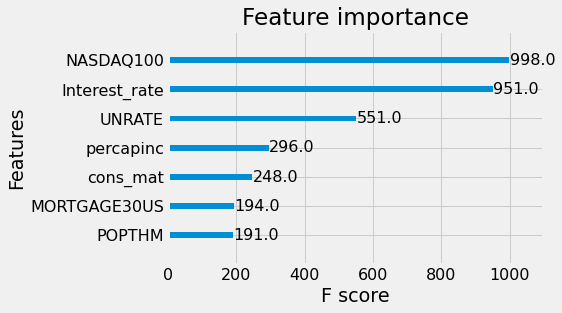 Feature importance
Features
NASDAQ100 998.0
Interest_rate 951.0
UNRATE 551.0
percapinc 296.0
cons_mat 248.0
MORTGAGE30US 194.0
POPTHM 191.0
0 200 400 600 800 1000
F score